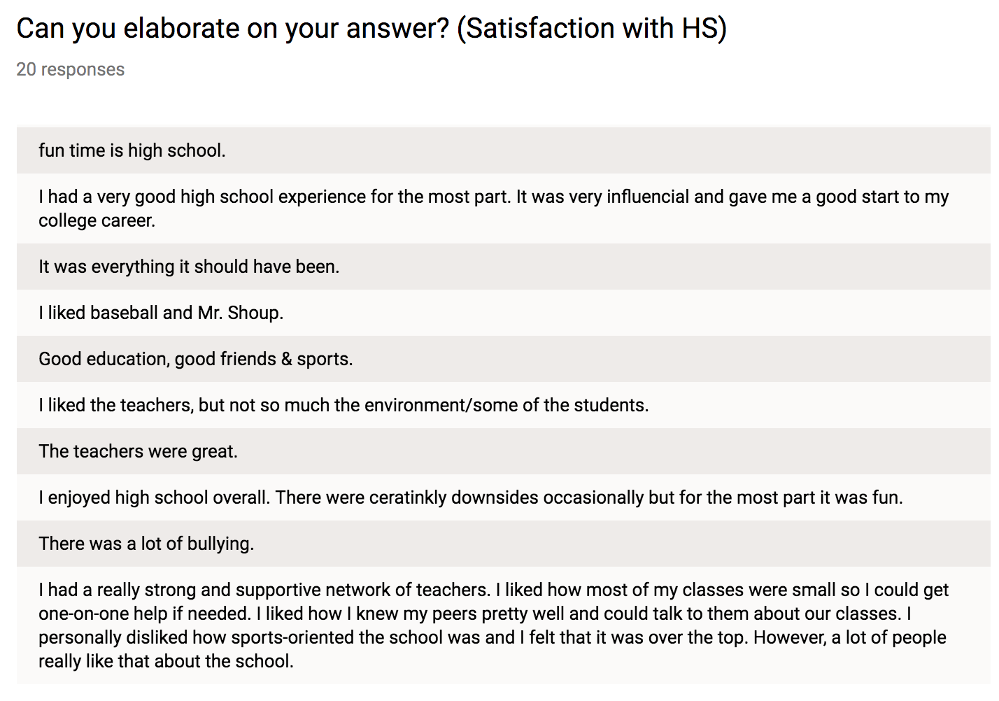 Can you elaborate on your answer? (Satisfaction with HS)
20 responses
fun time is high school.
I had a very good high school experience for the most part. It was very influencial and gave me a good start to my
college career.
It was everything it should have been.
I liked baseball and Mr. Shoup.
Good education, good friends & sports.
I liked the teachers, but not so much the environment/some of the students.
The teachers were great.
I enjoyed high school overall. There were ceratinkly downsides occasionally but for the most part it was fun.
There was a lot of bullying.
I had a really strong and supportive network of teachers. I liked how most of my classes were small so I could get
one-on-one help if needed. I liked how I knew my peers pretty well and could talk to them about our classes. I
personally disliked how sports-oriented the school was and I felt that it was over the top. However, a lot of people
really like that about the school.